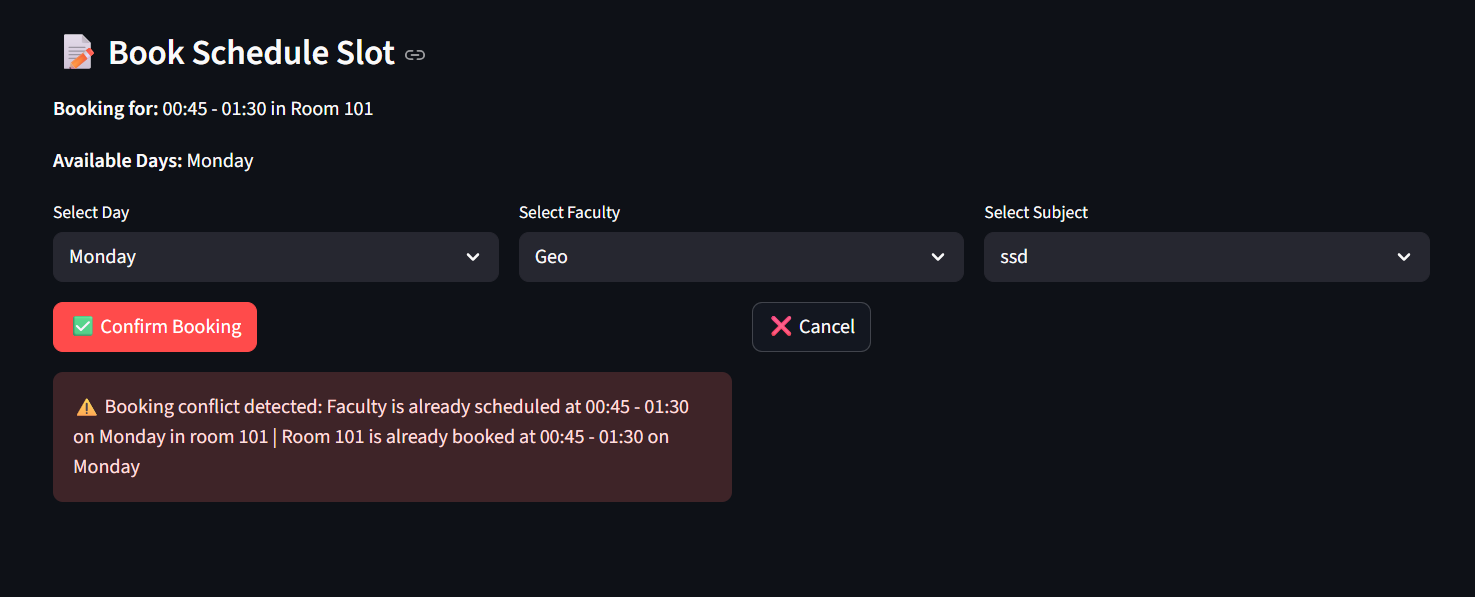 Book Schedule Slot
Booking for: 00:45 - 01:30 in Room 101
Available Days: Monday
Select Day
Select Faculty
Select Subject
Monday
Geo
ssd
Confirm Booking
Cancel
Booking conflict detected: Faculty is already scheduled at 00:45 - 01:30
on Monday in room 101 | Room 101 is already booked at 00:45 - 01:30 on
Monday